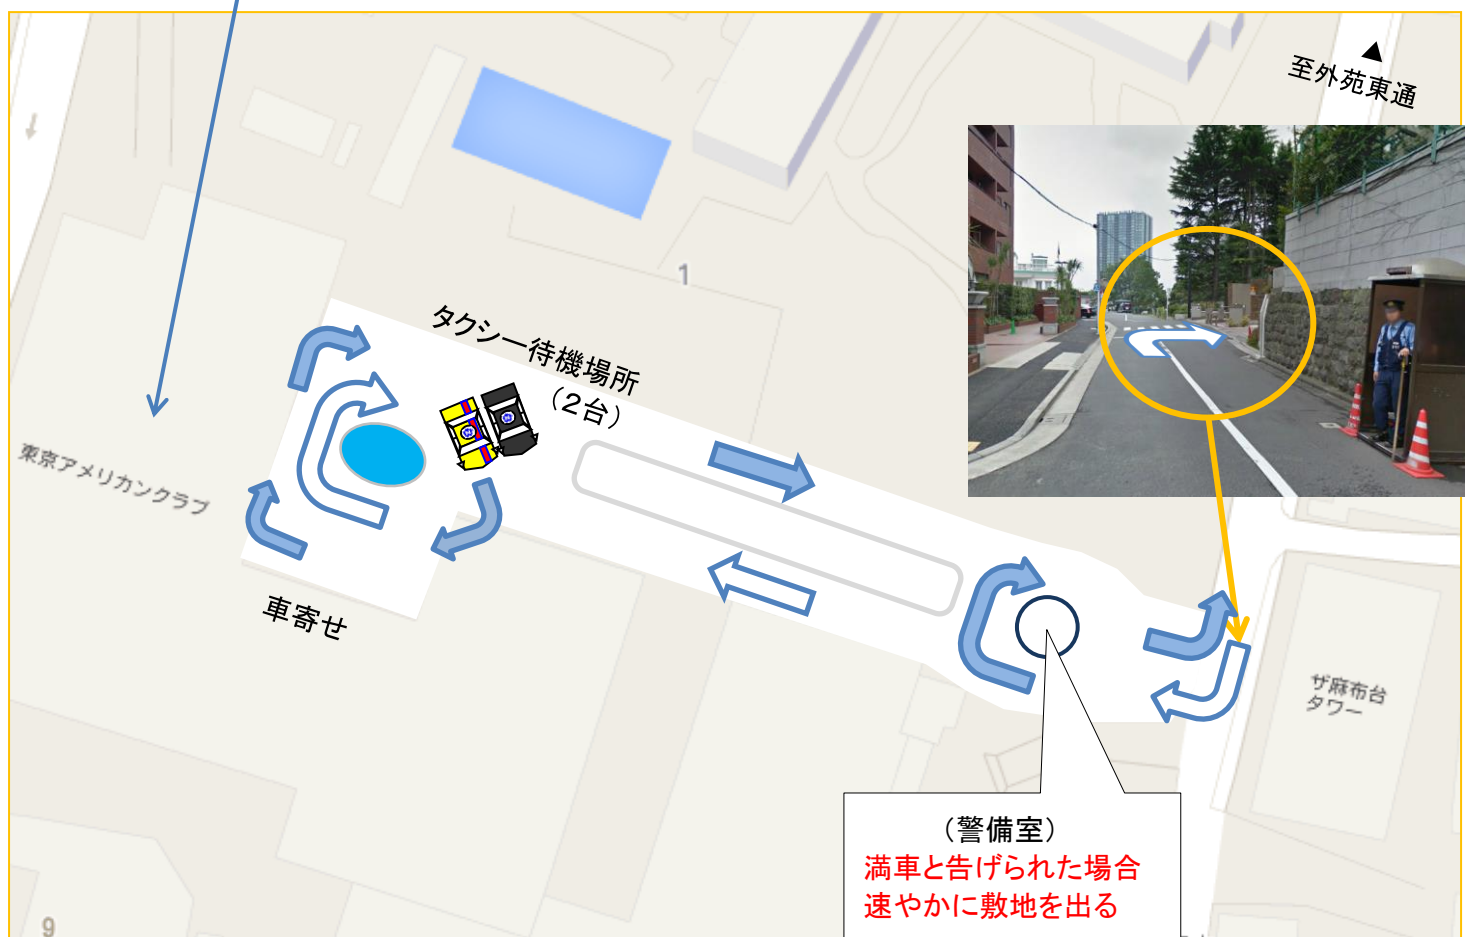 ▲
至外苑東通
1
タクシー待機場所
（2台）
東京アメリカンクラブ
車寄せ
ザ麻布台
タワー
（警備室）
満車と告げられた場合
速やかに敷地を出る
9